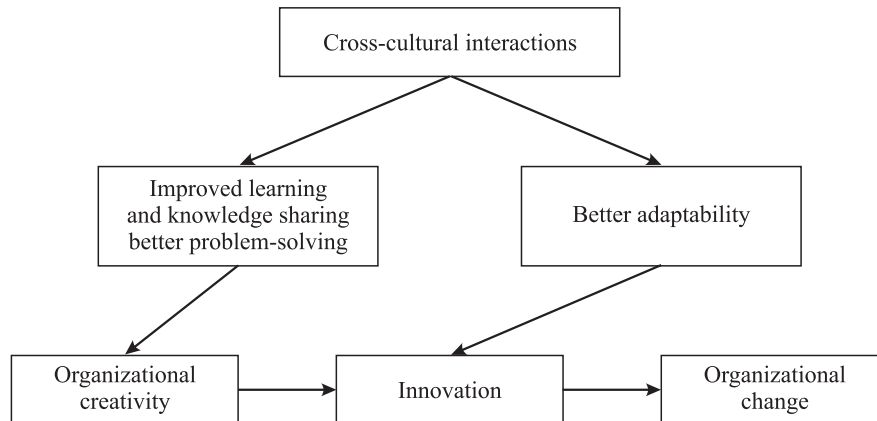 Cross-cultural interactions
Improved learning
and knowledge sharing
better problem-solving
Better adaptability
Organizational
creativity
Innovation
Organizational
change